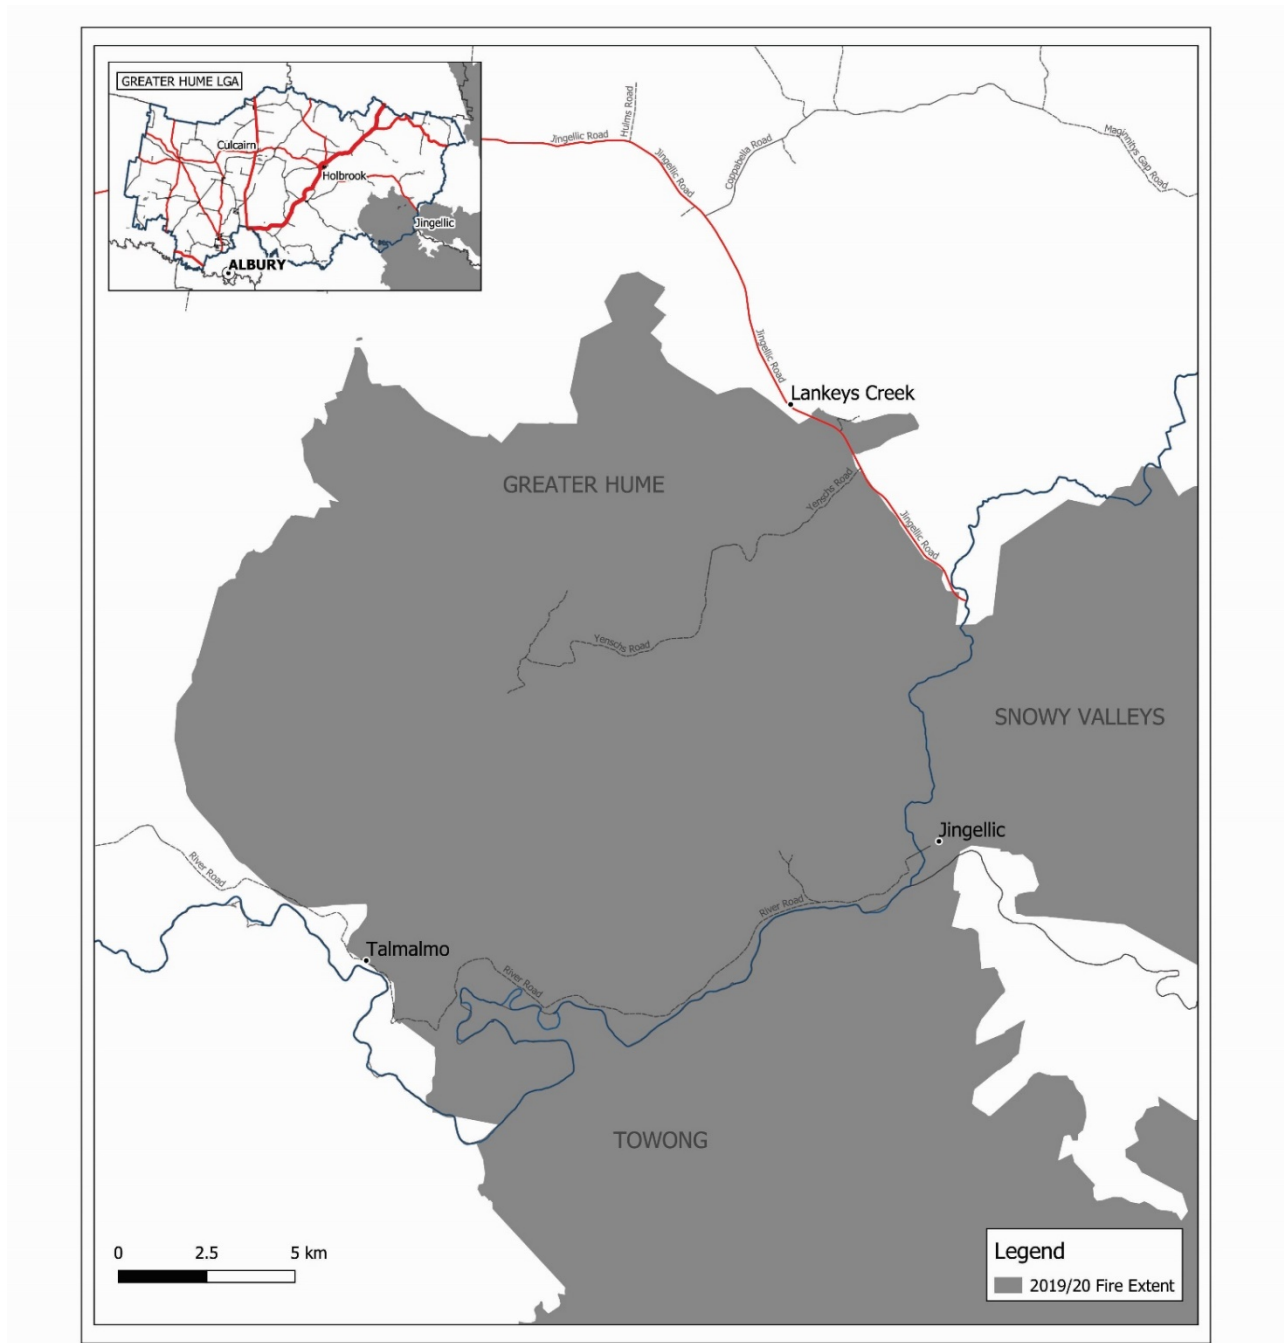 GREATER HUME LGA
Culcairn
Holbrook
Jingellic
ALBURY
Jingellic Road
Hulms Road
Jingellic Road
Coppabella Road
Maginnitys Gap Road
Jingellic Road
Lankeys Creek
GREATER HUME
Yenschs Road
Jingellic Road
Yenschs Road
SNOWY VALLEYS
Jingellic
River Road
River Road
Talmalmo
River Road
TOWONG
0 2.5 5 km
Legend
2019/20 Fire Extent